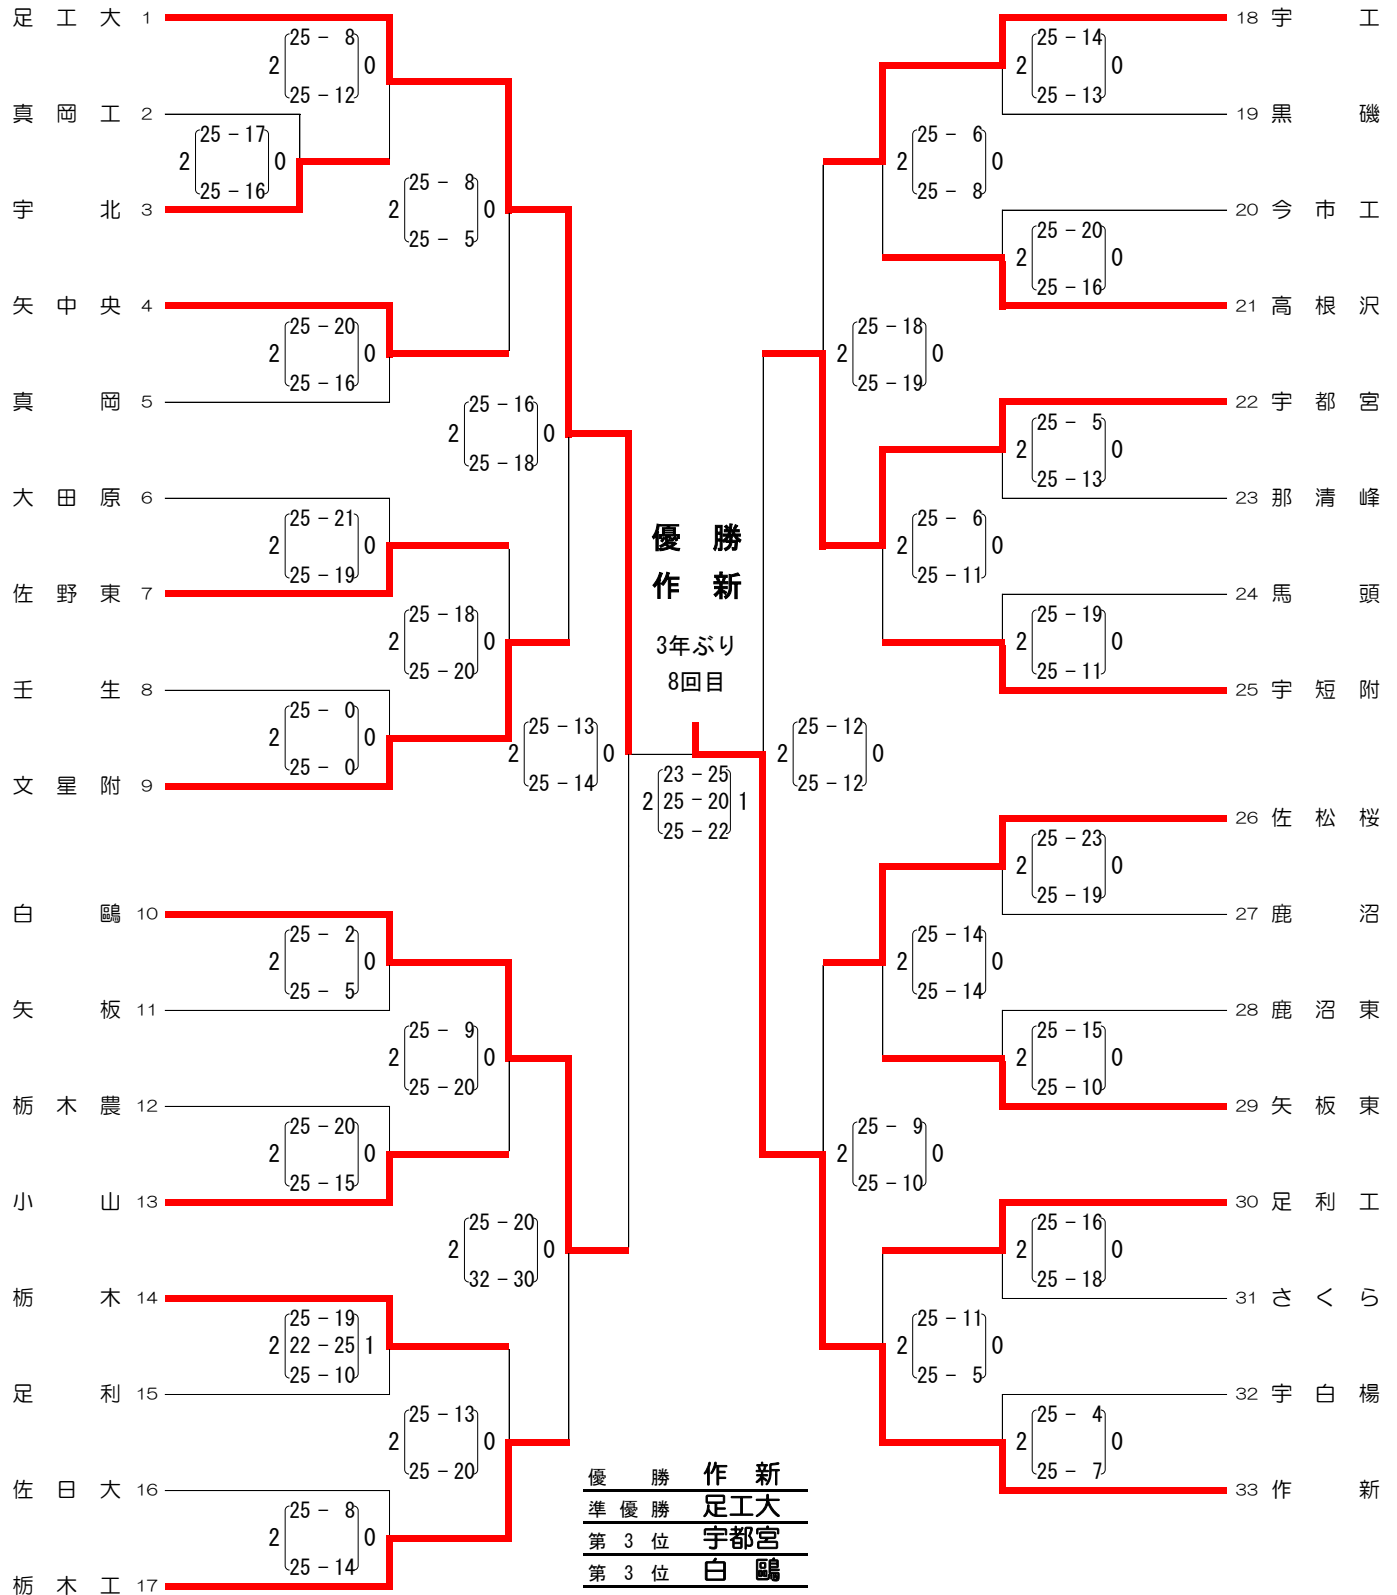 足工大 1
25 - 8
2 0
25 - 12
真岡工 2
25 - 17
2 0
25 - 16
宇北 3
25 - 8
2 0
25 - 5
矢中央 4
25 - 20
2 0
25 - 16
真岡 5
25 - 16
2 0
25 - 18
大田原 6
25 - 21
2 0
25 - 19
佐野東 7
25 - 18
2 0
25 - 20
壬生 8
25 - 0
2 0
25 - 0
文星附 9
25 - 13
2 0
25 - 14
白鷗 10
25 - 2
2 0
25 - 5
矢板 11
25 - 9
2 0
25 - 20
栃木農 12
25 - 20
2 0
25 - 15
小山 13
25 - 20
2 0
32 - 30
栃木 14
25 - 19
2 22 - 25 1
25 - 10
足利 15
25 - 13
2 0
25 - 20
佐日大 16
25 - 8
2 0
25 - 14
栃木工 17
優勝
作新
3年ぶり
8回目
23 - 25
2 25 - 20 1
25 - 22
18 宇工
25 - 14
2 0
25 - 13
19 黒磯
25 - 6
2 0
25 - 8
20 今市工
25 - 20
2 0
25 - 16
21 高根沢
25 - 18
2 0
25 - 19
22 宇都宮
25 - 5
2 0
25 - 13
23 那清峰
25 - 6
2 0
25 - 11
24 馬頭
25 - 19
2 0
25 - 11
25 宇短附
25 - 12
2 0
25 - 12
26 佐松桜
25 - 23
2 0
25 - 19
27 鹿沼
25 - 14
2 0
25 - 14
28 鹿沼東
25 - 15
2 0
25 - 10
29 矢板東
25 - 9
2 0
25 - 10
30 足利工
25 - 16
2 0
25 - 18
31 さくら
25 - 11
2 0
25 - 5
32 宇白楊
25 - 4
2 0
25 - 7
33 作新
優勝 作新
準優勝 足工大
第3位 宇都宮
第3位 白鷗